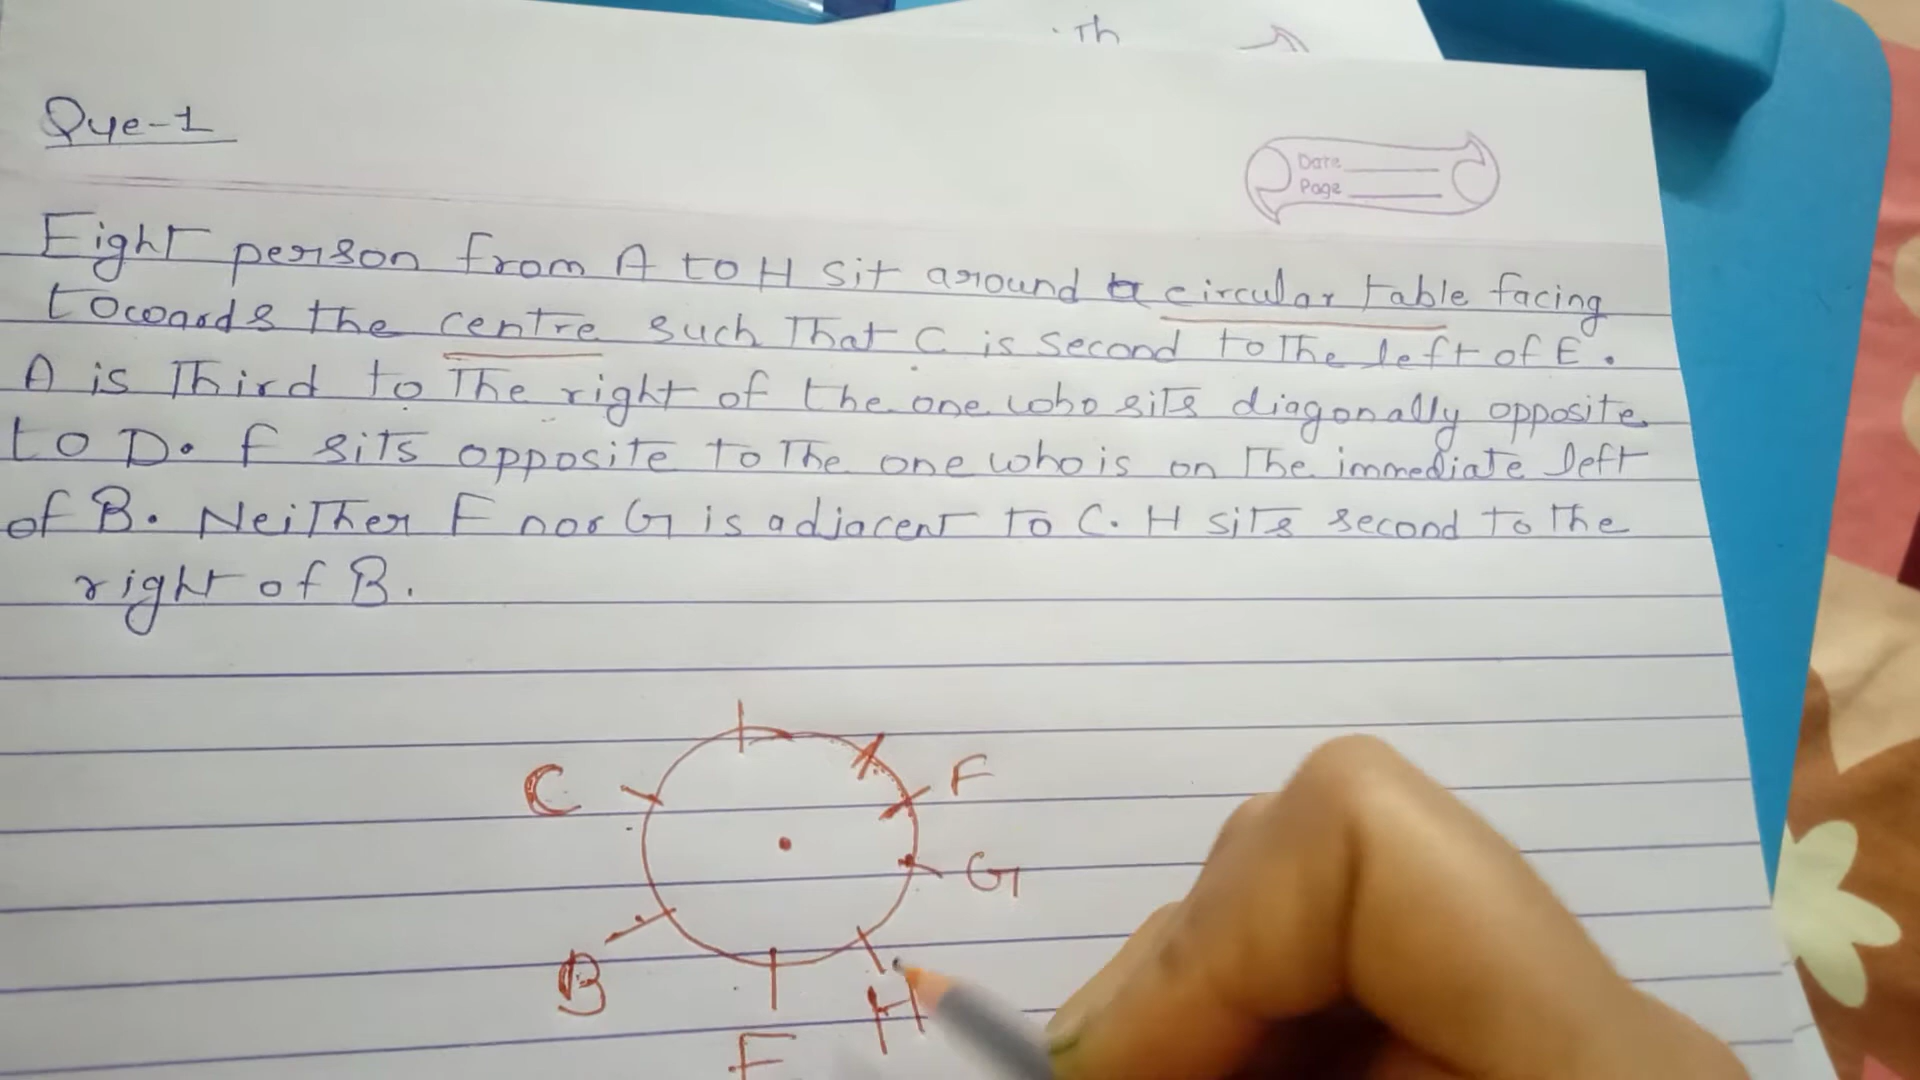 . Th
Que-1
Date
Page
Eight person from A to H sit around a circular table facing
towards the centre such That C is second to The left of E.
A is Third to The right of the one who sits diagonally opposite
to D. F sits opposite to The one who is on The immediate left
of B. Neither F nor G is adjacent to C. H sits second to the
right of B.
C
F
G
B
H
E